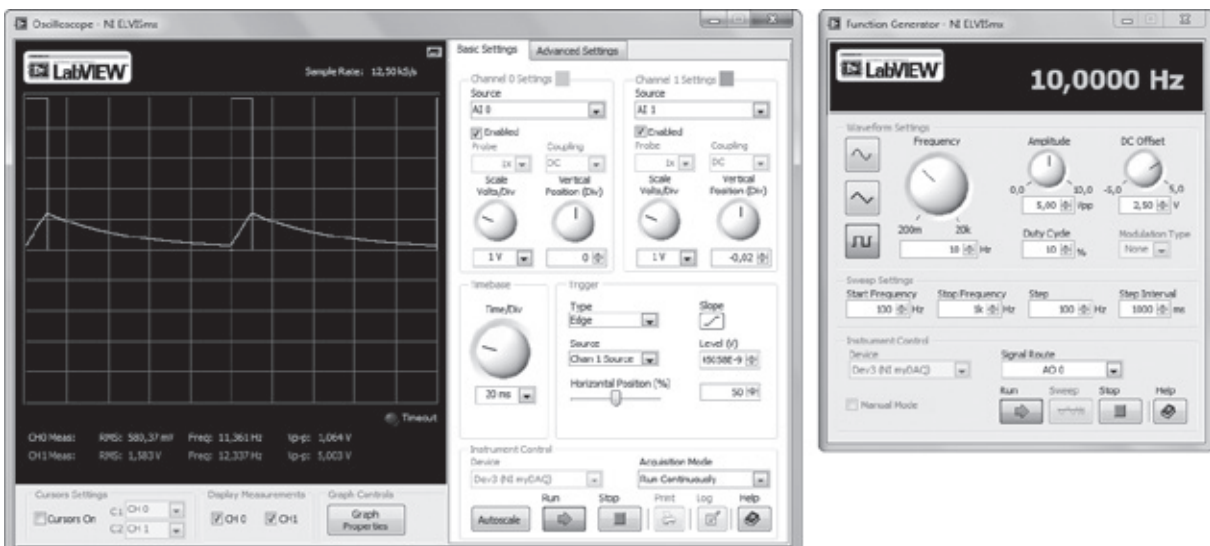 Oscilloscope - NI ELVISmx
LabVIEW
Sample Rate: 12,50 kS/s
Timeout
CH0 Meas: RMS: 580,37 mV Freq: 11,361 Hz Vp-p: 1,064 V
CH1 Meas: RMS: 1,583 V Freq: 12,337 Hz Vp-p: 5,003 V
Cursors Settings
Cursors On
C1 CH 0
C2 CH 1
Display Measurements
CH 0 CH1
Graph Controls
Graph
Properties
Basic Settings Advanced Settings
Channel 0 Settings
Source
AI 0
Enabled
Probe Coupling
1x DC
Scale Vertical
Volts/Div Position (Div)
1 V 0
Channel 1 Settings
Source
AI 1
Enabled
Probe Coupling
1x DC
Scale Vertical
Volts/Div Position (Div)
1 V -0,02
Timebase
Time/Div
20 ms
Trigger
Type Slope
Edge
Source Level (V)
Chan 1 Source
Horizontal Position (%)
50
Instrument Control
Device Acquisition Mode
Dev3 (NI myDAQ) Run Continuously
Run Stop Print Log Help
Autoscale
Function Generator - NI ELVISmx
LabVIEW
10,0000 Hz
Waveform Settings
Frequency Amplitude DC Offset
200m 20k
0,0 10,0 -5,0 5,0
10 Hz
5,00 Vpp 2,50 V
Duty Cycle Modulation Type
10 % None
Sweep Settings
Start Frequency Stop Frequency Step Step Interval
100 Hz 1k Hz 100 Hz 1000 ms
Instrument Control
Device Signal Route
Dev3 (NI myDAQ) AO 0
Manual Mode
Run Sweep Stop Help